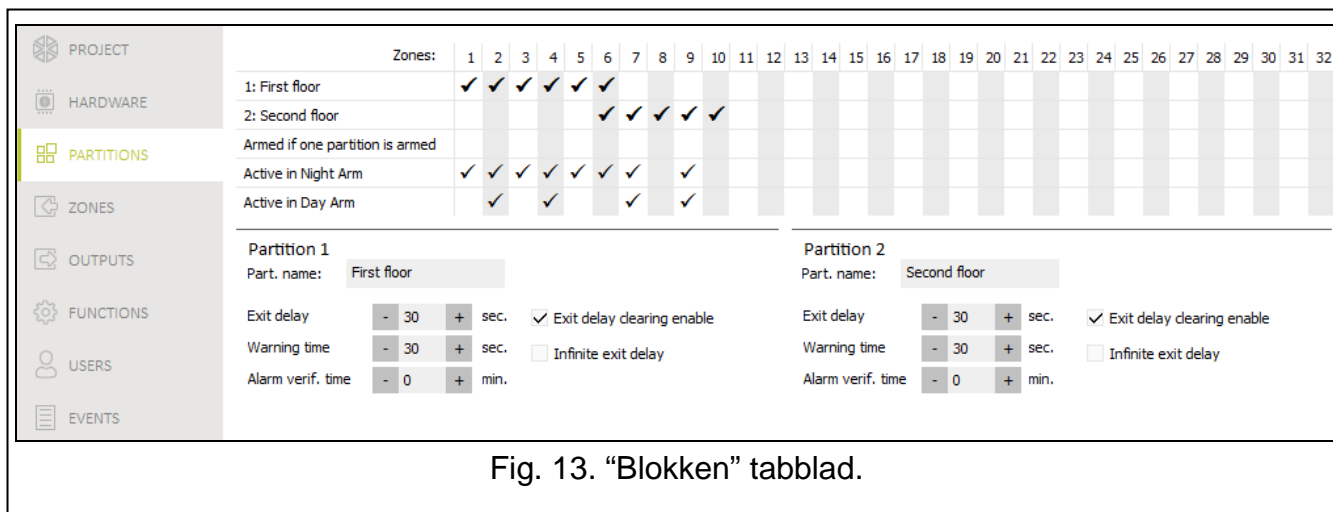 PROJECT
HARDWARE
PARTITIONS
ZONES
OUTPUTS
FUNCTIONS
USERS
EVENTS
Zones: 1 2 3 4 5 6 7 8 9 10 11 12 13 14 15 16 17 18 19 20 21 22 23 24 25 26 27 28 29 30 31 32
1: First floor ✓ ✓ ✓ ✓ ✓ ✓
2: Second floor ✓ ✓ ✓ ✓ ✓
Armed if one partition is armed
Active in Night Arm ✓ ✓ ✓ ✓ ✓ ✓ ✓ ✓
Active in Day Arm ✓ ✓ ✓ ✓
Partition 1
Part. name: First floor
Exit delay - 30 + sec. ✓ Exit delay clearing enable
Warning time - 30 + sec. Infinite exit delay
Alarm verif. time - 0 + min.
Partition 2
Part. name: Second floor
Exit delay - 30 + sec. ✓ Exit delay clearing enable
Warning time - 30 + sec. Infinite exit delay
Alarm verif. time - 0 + min.
Fig. 13. “Blokken” tabblad.